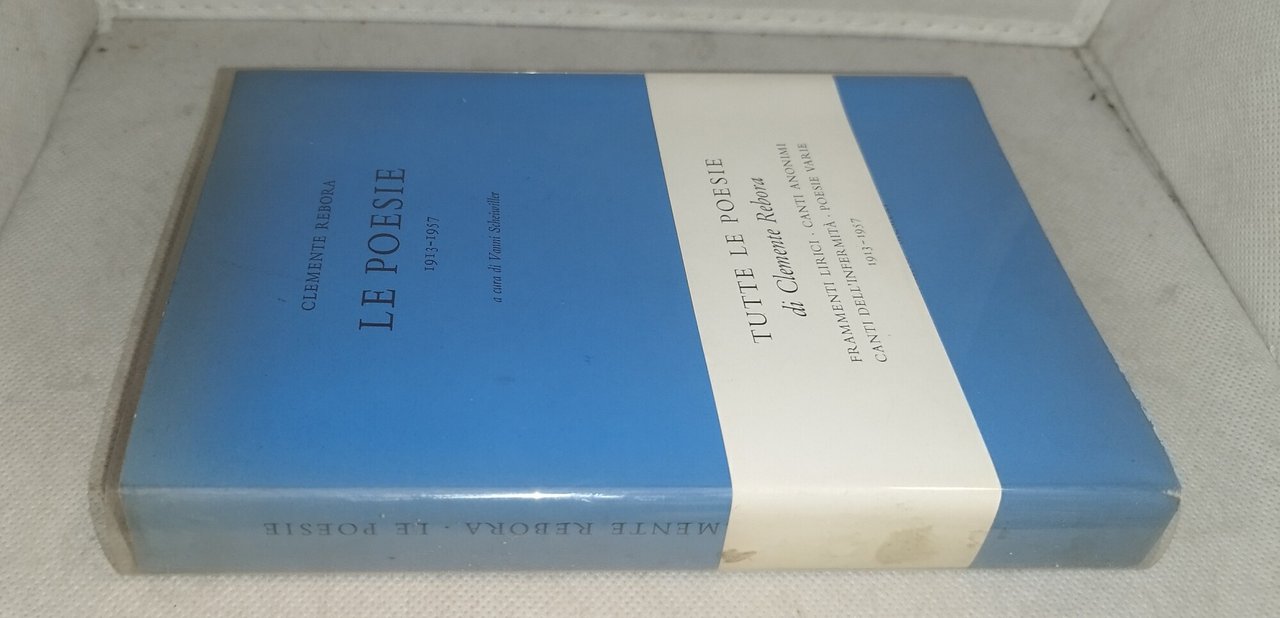 CLEMENTE REBORA
LE POESIE
1913-1957
a cura di Vanni Scheiwiller
TUTTE LE POESIE
di Clemente Rebora
FRAMMENTI LIRICI · CANTI ANONIMI
CANTI DELL'INFERMITÀ · POESIE VARIE
1913-1957
MENTE REBORA · LE POESIE